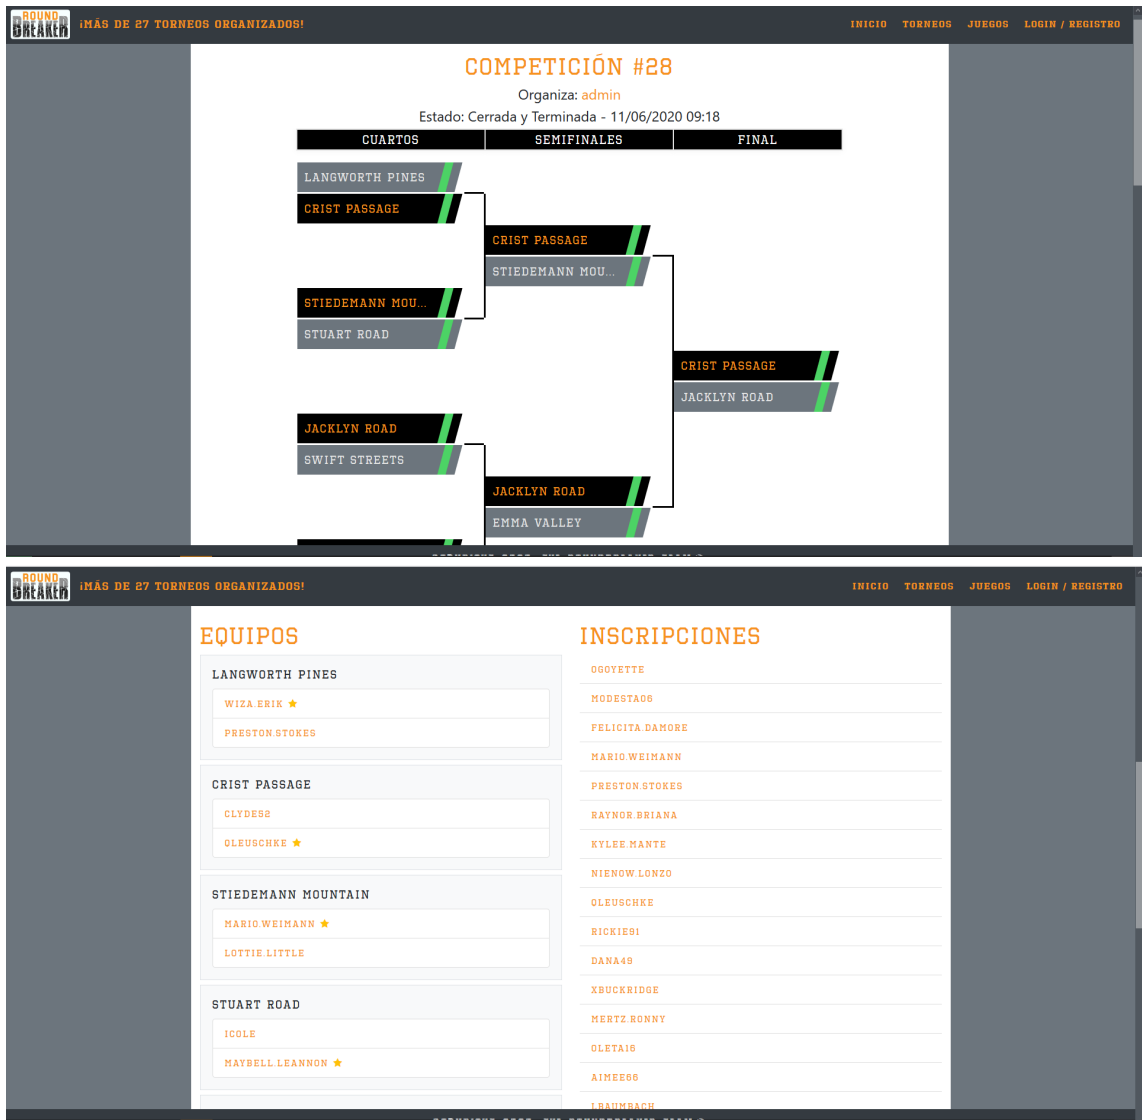 ROUND BREAKER
¡MÁS DE 27 TORNEOS ORGANIZADOS!
INICIO TORNEOS JUEGOS LOGIN / REGISTRO
COMPETICIÓN #28
Organiza: admin
Estado: Cerrada y Terminada - 11/06/2020 09:18
CUARTOS SEMIFINALES FINAL
LANGWORTH PINES
CRIST PASSAGE
CRIST PASSAGE
STIEDEMANN MOU...
STIEDEMANN MOU...
STUART ROAD
CRIST PASSAGE
JACKLYN ROAD
JACKLYN ROAD
SWIFT STREETS
JACKLYN ROAD
EMMA VALLEY
ROUND BREAKER
¡MÁS DE 27 TORNEOS ORGANIZADOS!
INICIO TORNEOS JUEGOS LOGIN / REGISTRO
EQUIPOS
LANGWORTH PINES
WIZA.ERIK
PRESTON.STOKES
CRIST PASSAGE
CLYDE52
QLEUSCHKE
STIEDEMANN MOUNTAIN
MARIO.WEIMANN
LOTTIE.LITTLE
STUART ROAD
ICOLE
MAYBELL.LEANNON
INSCRIPCIONES
OGOYETTE
MODESTA06
FELICITA.DAMORE
MARIO.WEIMANN
PRESTON.STOKES
RAYNOR.BRIANA
KYLEE.MANTE
NIENOW.LONZO
QLEUSCHKE
RICKIE91
DANA49
XBUCKRIDGE
MERTZ.RONNY
OLETA16
AIMEE66
LBAUMBACH